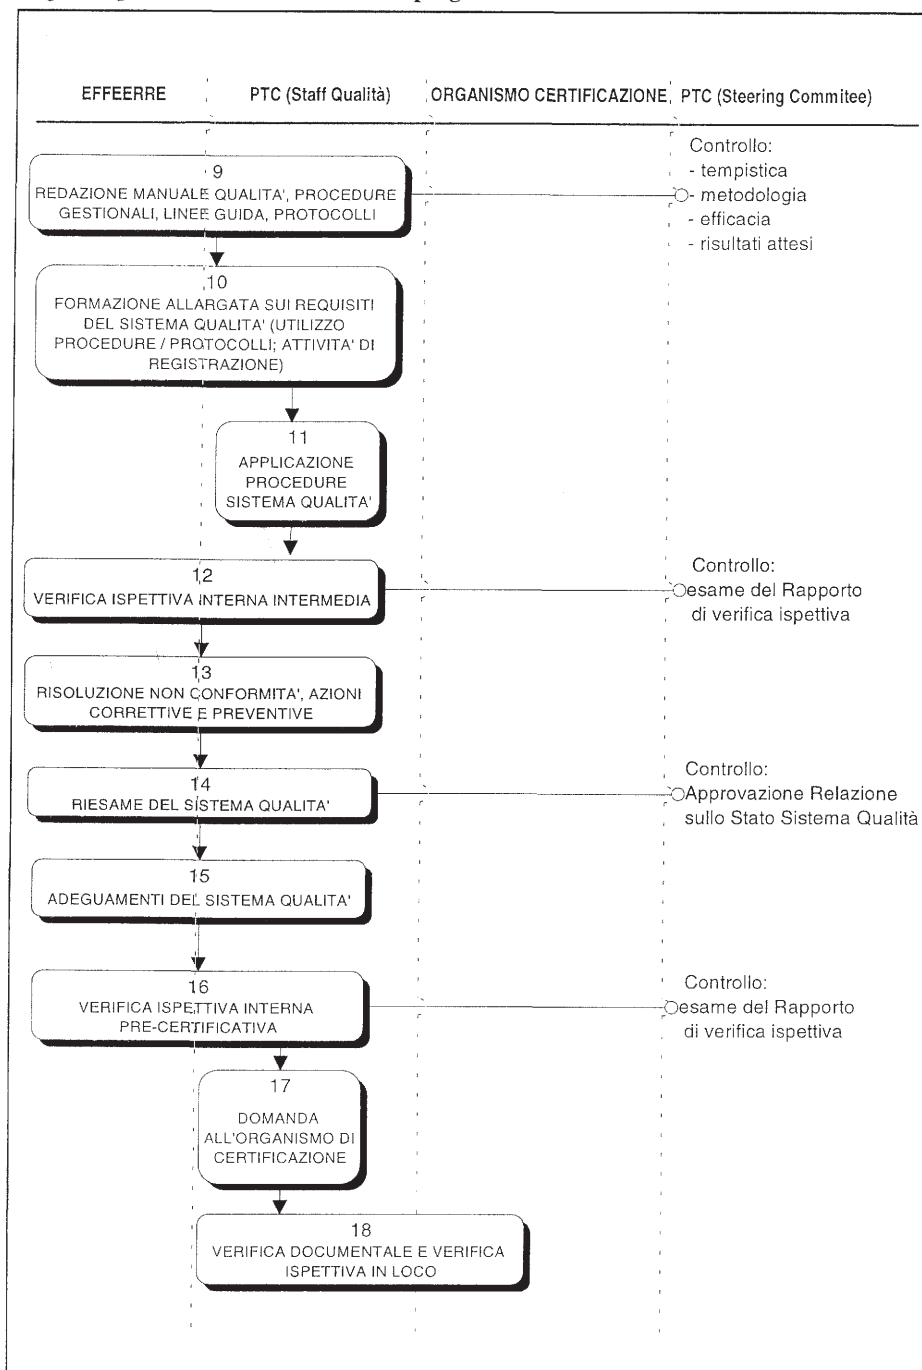 EFFEERRE PTC (Staff Qualità) ORGANISMO CERTIFICAZIONE PTC (Steering Commitee)
Controllo:
- tempistica
- metodologia
- efficacia
- risultati attesi
9
REDAZIONE MANUALE QUALITA', PROCEDURE
GESTIONALI, LINEE GUIDA, PROTOCOLLI
10
FORMAZIONE ALLARGATA SUI REQUISITI
DEL SISTEMA QUALITA' (UTILIZZO
PROCEDURE / PROTOCOLLI; ATTIVITA' DI
REGISTRAZIONE)
11
APPLICAZIONE
PROCEDURE
SISTEMA QUALITA'
12
VERIFICA ISPETTIVA INTERNA INTERMEDIA
Controllo:
esame del Rapporto
di verifica ispettiva
13
RISOLUZIONE NON CONFORMITA', AZIONI
CORRETTIVE E PREVENTIVE
14
RIESAME DEL SISTEMA QUALITA'
Controllo:
Approvazione Relazione
sullo Stato Sistema Qualità
15
ADEGUAMENTI DEL SISTEMA QUALITA'
16
VERIFICA ISPETTIVA INTERNA
PRE-CERTIFICATIVA
Controllo:
esame del Rapporto
di verifica ispettiva
17
DOMANDA
ALL'ORGANISMO DI
CERTIFICAZIONE
18
VERIFICA DOCUMENTALE E VERIFICA
ISPETTIVA IN LOCO